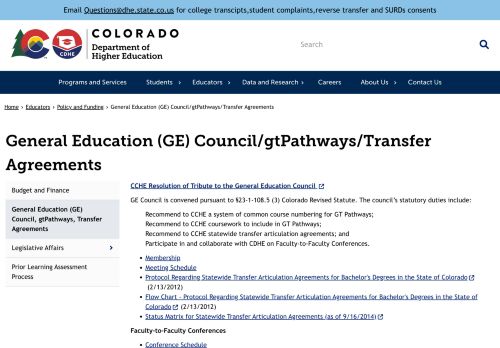 Email Questions@dhe.state.co.us for college transcipts,student complaints,reverse transfer and SURDs consents
CDHE
COLORADO
Department of
Higher Education
Search
Programs and Services
Students
Educators
Data and Research
Careers
About Us
Contact Us
Home › Educators › Policy and Funding › General Education (GE) Council/gtPathways/Transfer Agreements
General Education (GE) Council/gtPathways/Transfer
Agreements
Budget and Finance
General Education (GE)
Council, gtPathways, Transfer
Agreements
Legislative Affairs
Prior Learning Assessment
Process
CCHE Resolution of Tribute to the General Education Council
GE Council is convened pursuant to §23-1-108.5 (3) Colorado Revised Statute. The council's statutory duties include:
Recommend to CCHE a system of common course numbering for GT Pathways;
Recommend to CCHE coursework to include in GT Pathways;
Recommend to CCHE statewide transfer articulation agreements; and
Participate in and collaborate with CDHE on Faculty-to-Faculty Conferences.
• Membership
• Meeting Schedule
• Protocol Regarding Statewide Transfer Articulation Agreements for Bachelor's Degrees in the State of Colorado
(2/13/2012)
• Flow Chart - Protocol Regarding Statewide Transfer Articulation Agreements for Bachelor's Degrees in the State of
Colorado (2/13/2012)
• Status Matrix for Statewide Transfer Articulation Agreements (as of 9/16/2014)
Faculty-to-Faculty Conferences
• Conference Schedule